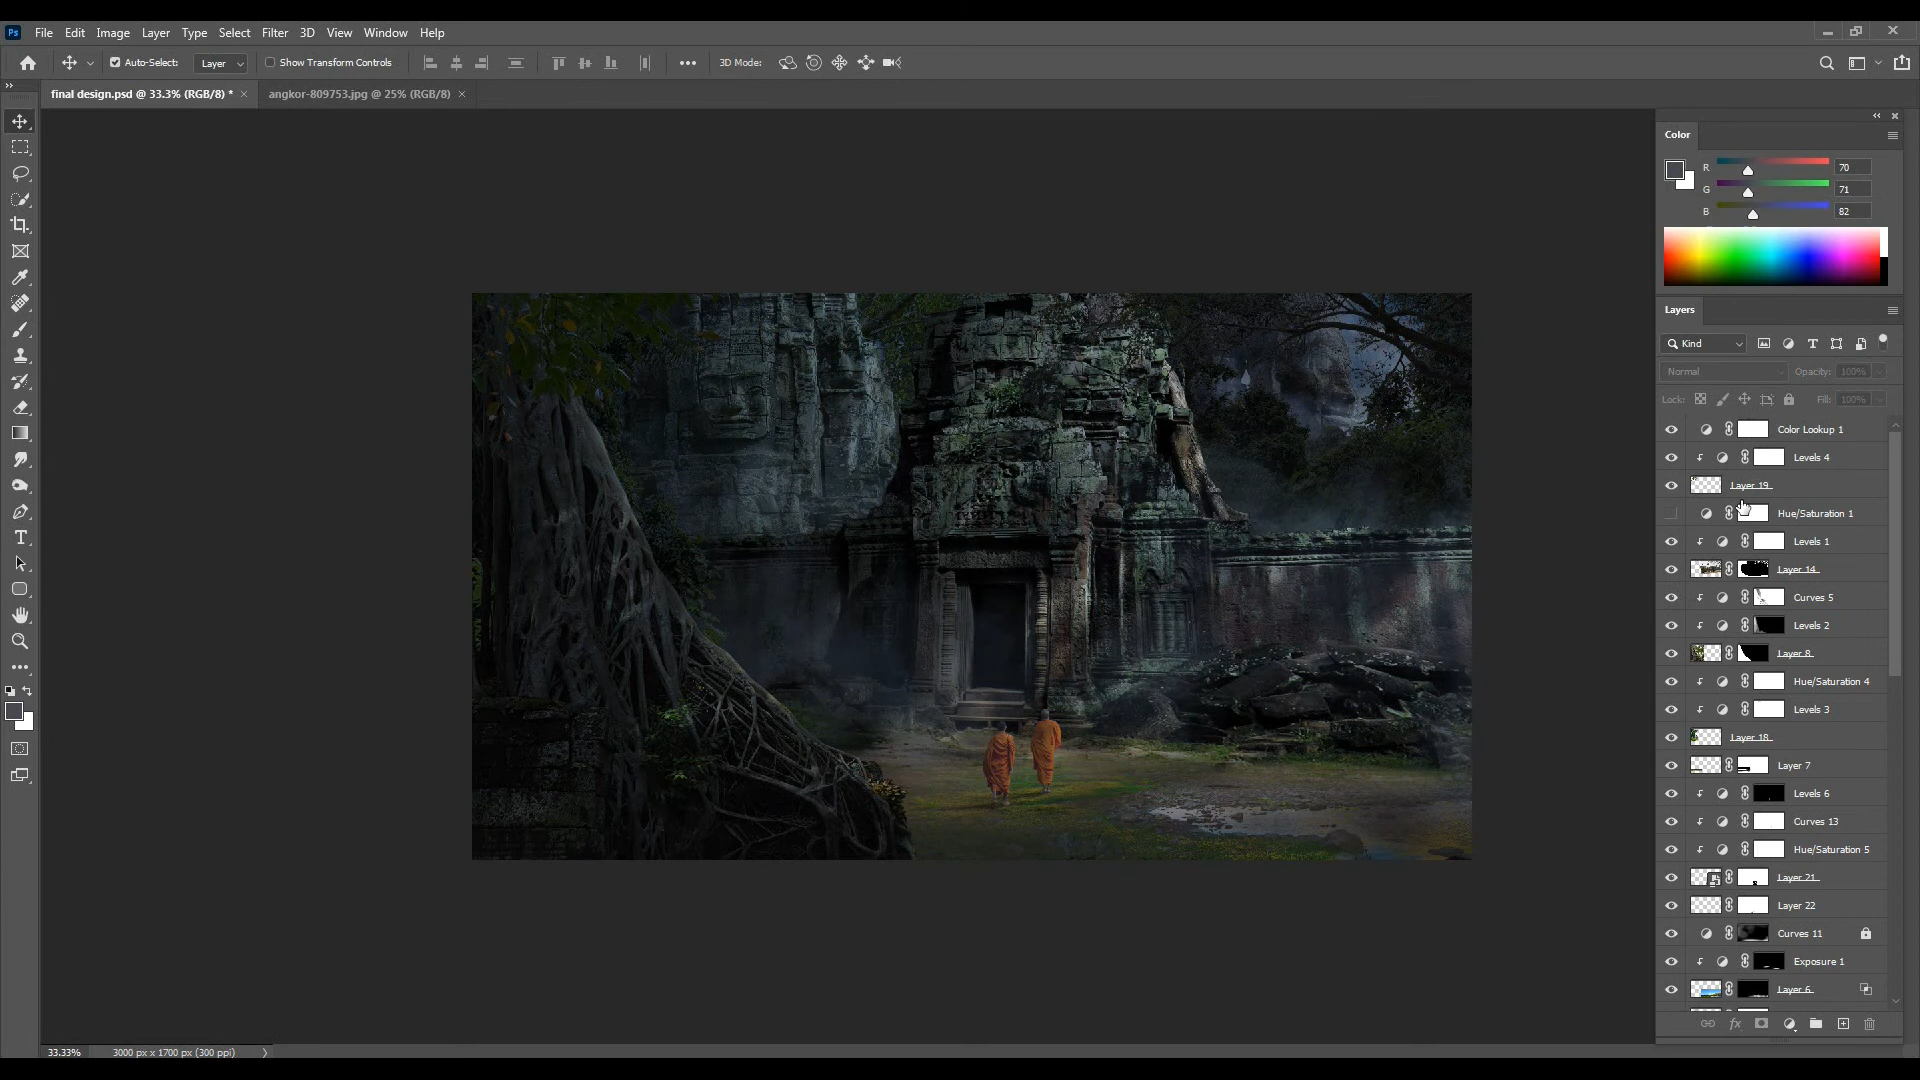 Ps File Edit Image Layer Type Select Filter 3D View Window Help
Auto-Select: Layer Show Transform Controls 3D Mode:
final design.psd @ 33.3% (RGB/8) * angkor-809753.jpg @ 25% (RGB/8)
Color
R 70
G 71
B 82
Layers
Kind
Normal Opacity: 100%
Lock: Fill: 100%
Color Lookup 1
Levels 4
Layer 19
Hue/Saturation 1
Levels 1
Layer 14
Curves 5
Levels 2
Layer 8
Hue/Saturation 4
Levels 3
Layer 18
Layer 7
Levels 6
Curves 13
Hue/Saturation 5
Layer 21
Layer 22
Curves 11
Exposure 1
Layer 6
33.33% 3000 px x 1700 px (300 ppi)